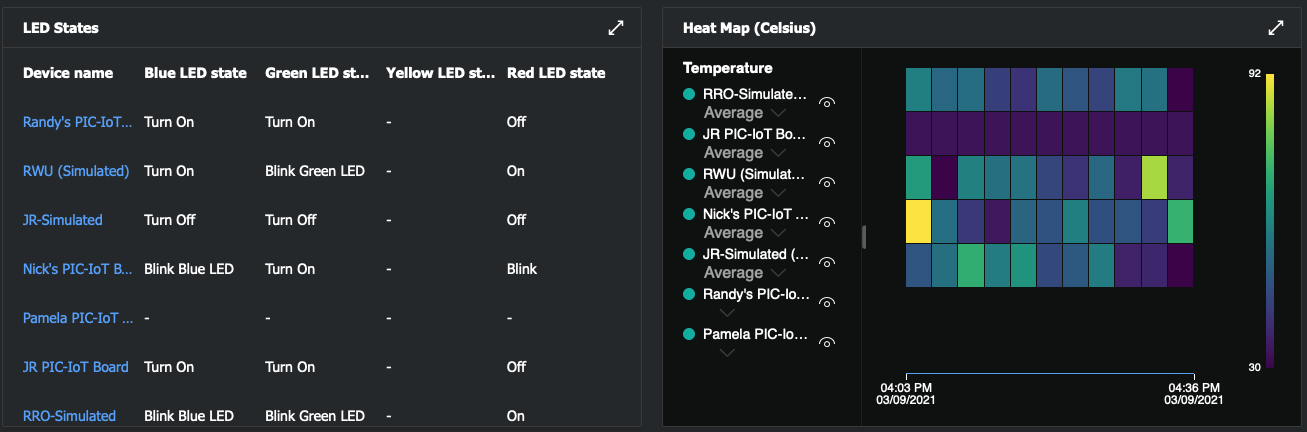 LED States
Device name Blue LED state Green LED st... Yellow LED st... Red LED state
Randy's PIC-IoT... Turn On Turn On - Off
RWU (Simulated) Turn On Blink Green LED - On
JR-Simulated Turn Off Turn Off - Off
Nick's PIC-IoT B... Blink Blue LED Turn On - Blink
Pamela PIC-IoT ... - - - -
JR PIC-IoT Board Turn On Turn On - Off
RRO-Simulated Blink Blue LED Blink Green LED - On
Heat Map (Celsius)
Temperature
RRO-Simulate...
Average
JR PIC-IoT Bo...
Average
RWU (Simulat...
Average
Nick's PIC-IoT ...
Average
JR-Simulated (...
Average
Randy's PIC-Io...
Pamela PIC-Io...
92
30
04:03 PM 04:36 PM
03/09/2021 03/09/2021